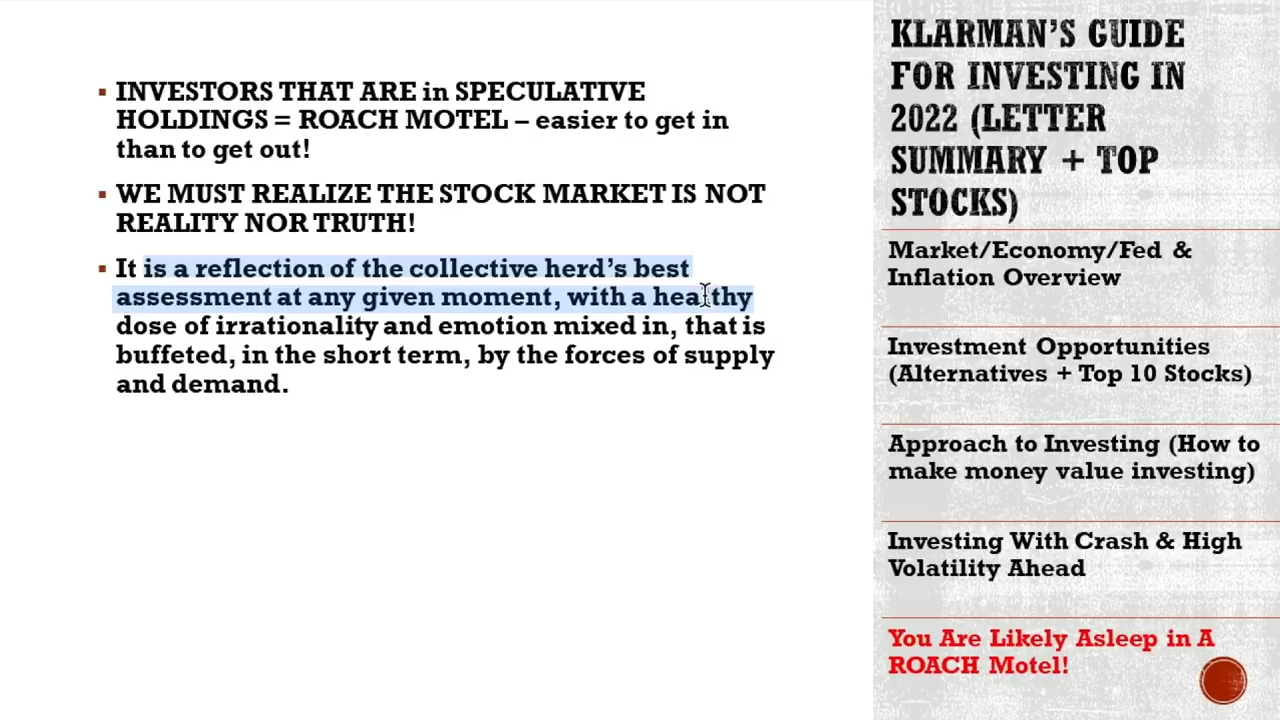 ▪ INVESTORS THAT ARE in SPECULATIVE
HOLDINGS = ROACH MOTEL – easier to get in
than to get out!
▪ WE MUST REALIZE THE STOCK MARKET IS NOT
REALITY NOR TRUTH!
▪ It is a reflection of the collective herd’s best
assessment at any given moment, with a healthy
dose of irrationality and emotion mixed in, that is
buffeted, in the short term, by the forces of supply
and demand.
KLARMAN’S GUIDE
FOR INVESTING IN
2022 (LETTER
SUMMARY + TOP
STOCKS)
Market/Economy/Fed &
Inflation Overview
Investment Opportunities
(Alternatives + Top 10 Stocks)
Approach to Investing (How to
make money value investing)
Investing With Crash & High
Volatility Ahead
You Are Likely Asleep in A
ROACH Motel!